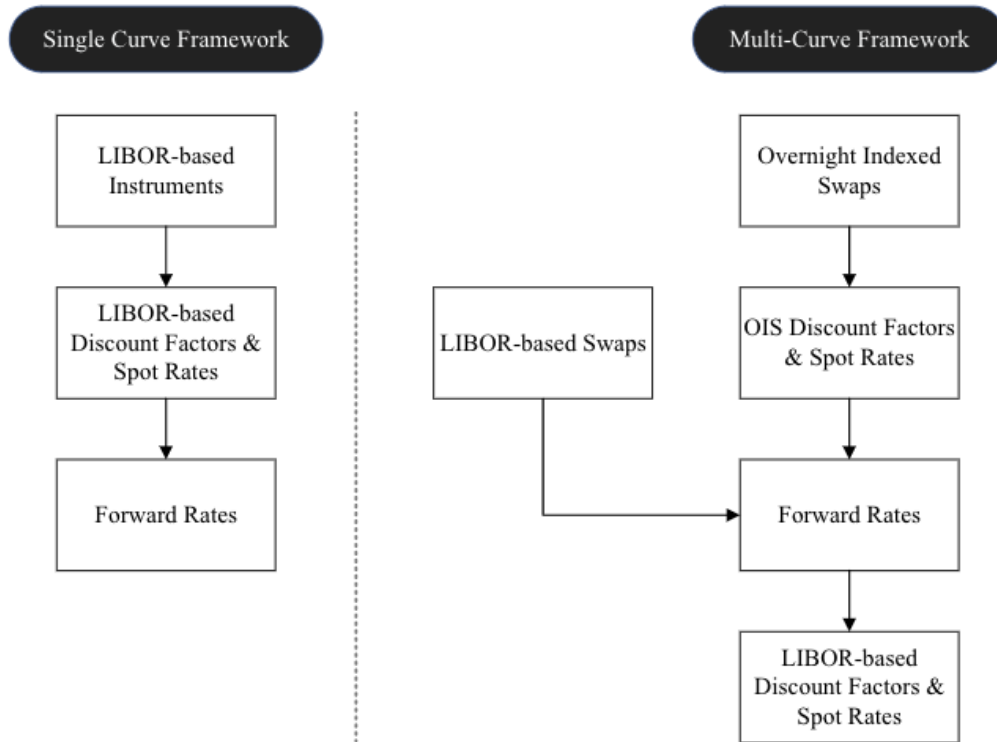 Single Curve Framework
Multi-Curve Framework
LIBOR-based
Instruments
LIBOR-based
Discount Factors &
Spot Rates
Forward Rates
LIBOR-based Swaps
Overnight Indexed
Swaps
OIS Discount Factors
& Spot Rates
Forward Rates
LIBOR-based
Discount Factors &
Spot Rates